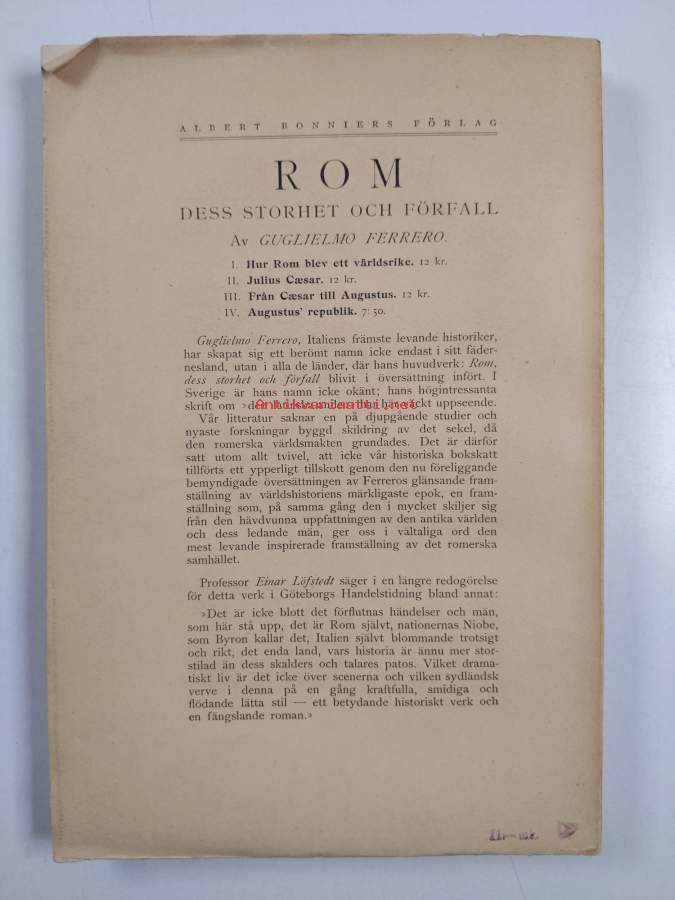 ALBERT BONNIERS FÖRLAG
ROM
DESS STORHET OCH FÖRFALL
Av GUGLIELMO FERRERO.
I. Hur Rom blev ett världsrike. 12 kr.
II. Julius Cæsar. 12 kr.
III. Från Cæsar till Augustus. 12 kr.
IV. Augustus' republik. 7: 50.
Guglielmo Ferrero, Italiens främste levande historiker,
har skapat sig ett berömt namn icke endast i sitt fäder-
nesland, utan i alla de länder, där hans huvudverk: Rom,
dess storhet och förfall blivit i översättning infört. I
Sverige är hans namn icke okänt; hans högintressanta
skrift om har väckt uppseende.
Antikvariaatti.net
Vår litteratur saknar en på djupgående studier och
nyaste forskningar byggd skildring av det sekel, då
den romerska världsmakten grundades. Det är därför
satt utom allt tvivel, att icke vår historiska bokskatt
tillförts ett ypperligt tillskott genom den nu föreliggande
bemyndigade översättningen av Ferreros glänsande fram-
ställning av världshistoriens märkligaste epok, en fram-
ställning som, på samma gång den i mycket skiljer sig
från den hävdvunna uppfattningen av den antika världen
och dess ledande män, ger oss i vältaliga ord den
mest levande inspirerade framställning av det romerska
samhället.
Professor Einar Löfstedt säger i en längre redogörelse
för detta verk i Göteborgs Handelstidning bland annat:
»Det är icke blott det förflutnas händelser och män,
som här stå upp, det är Rom självt, nationernas Niobe,
som Byron kallar det, Italien självt blommande trotsigt
och rikt, det enda land, vars historia är ännu mer stor-
stilad än dess skalders och talares patos. Vilket drama-
tiskt liv är det icke över scenerna och vilken sydländsk
verve i denna på en gång kraftfulla, smidiga och
flödande lätta stil — ett betydande historiskt verk och
en fängslande roman.»